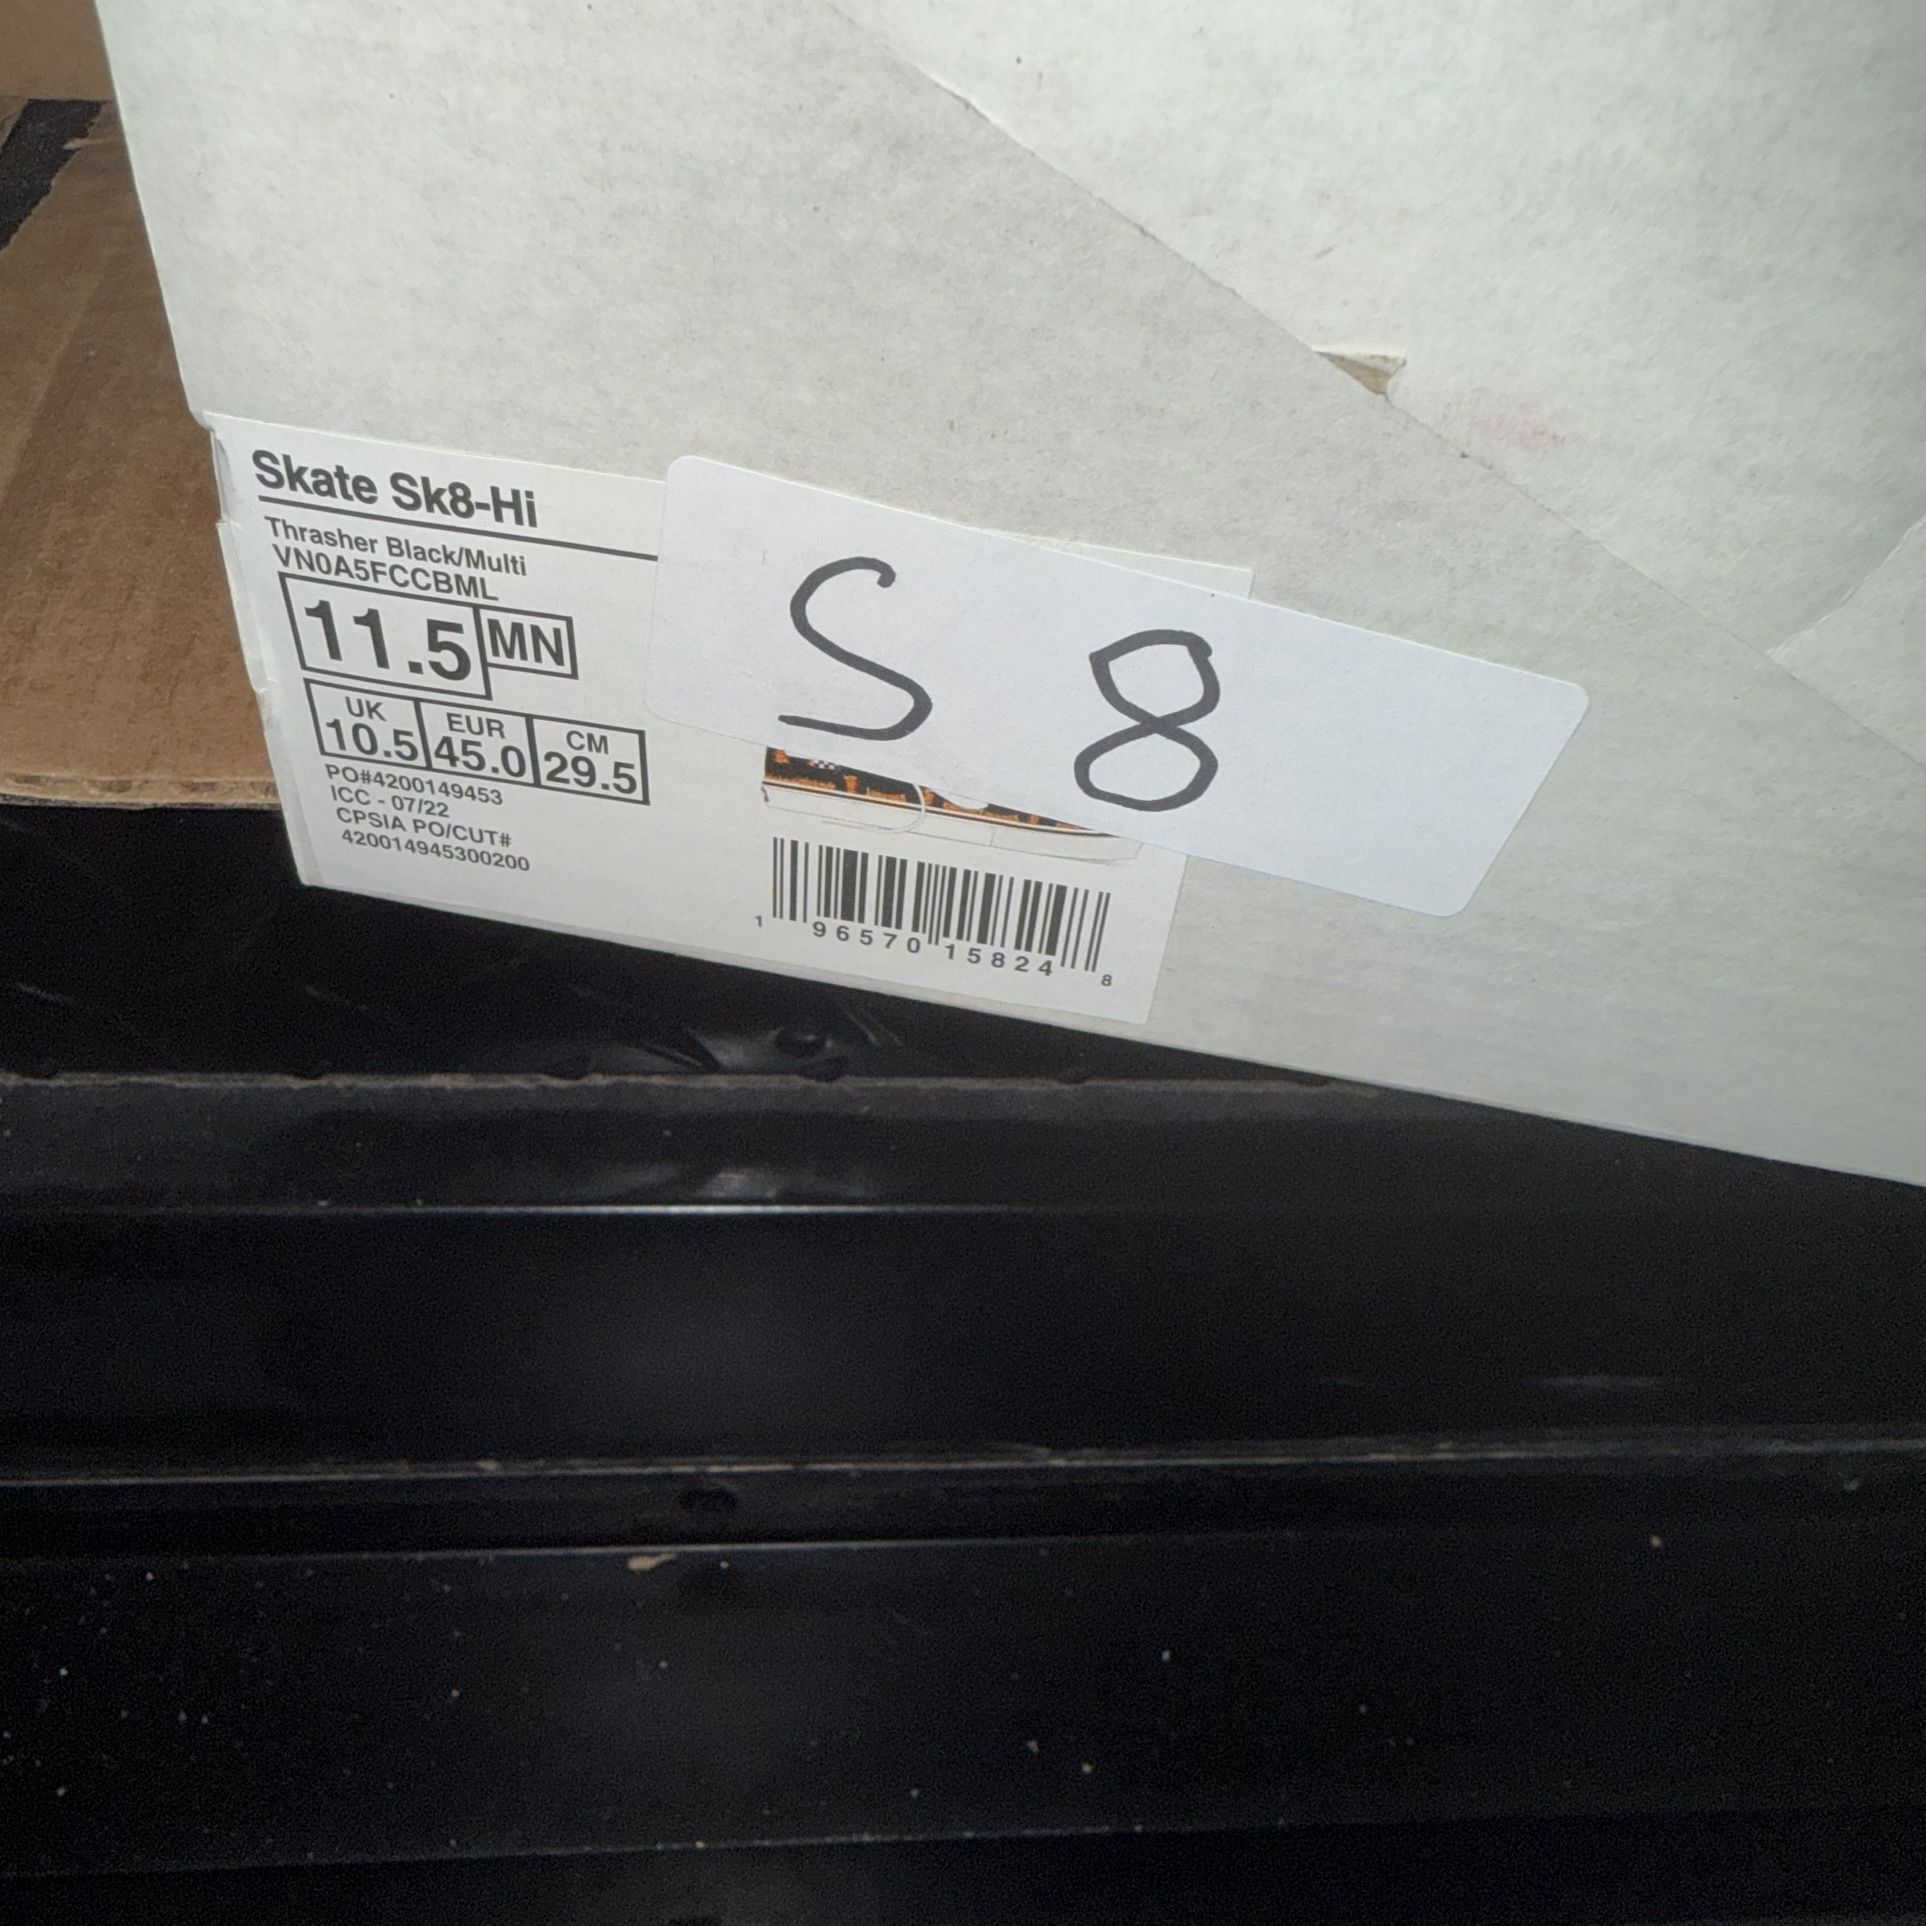 Skate Sk8-Hi
Thrasher Black/Multi
VN0A5FCCBML
11.5 MN
UK EUR CM
10.5 45.0 29.5
PO#4200149453
ICC - 07/22
CPSIA PO/CUT#
420014945300200
S 8
1 96570 15824 8